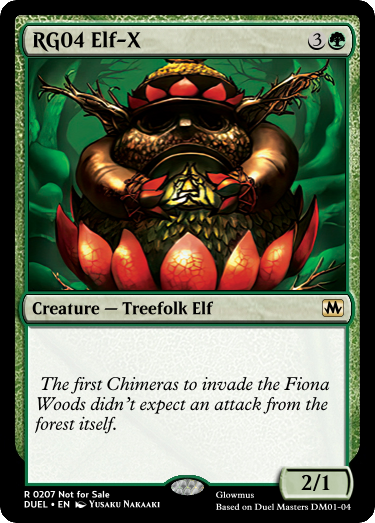 RG04 Elf-X 3
Creature — Treefolk Elf M
The first Chimeras to invade the Fiona
Woods didn't expect an attack from the
forest itself.
2/1
R 0207 Not for Sale
DUEL • EN Yusaku Nakaaki
Glowmus
Based on Duel Masters DM01-04